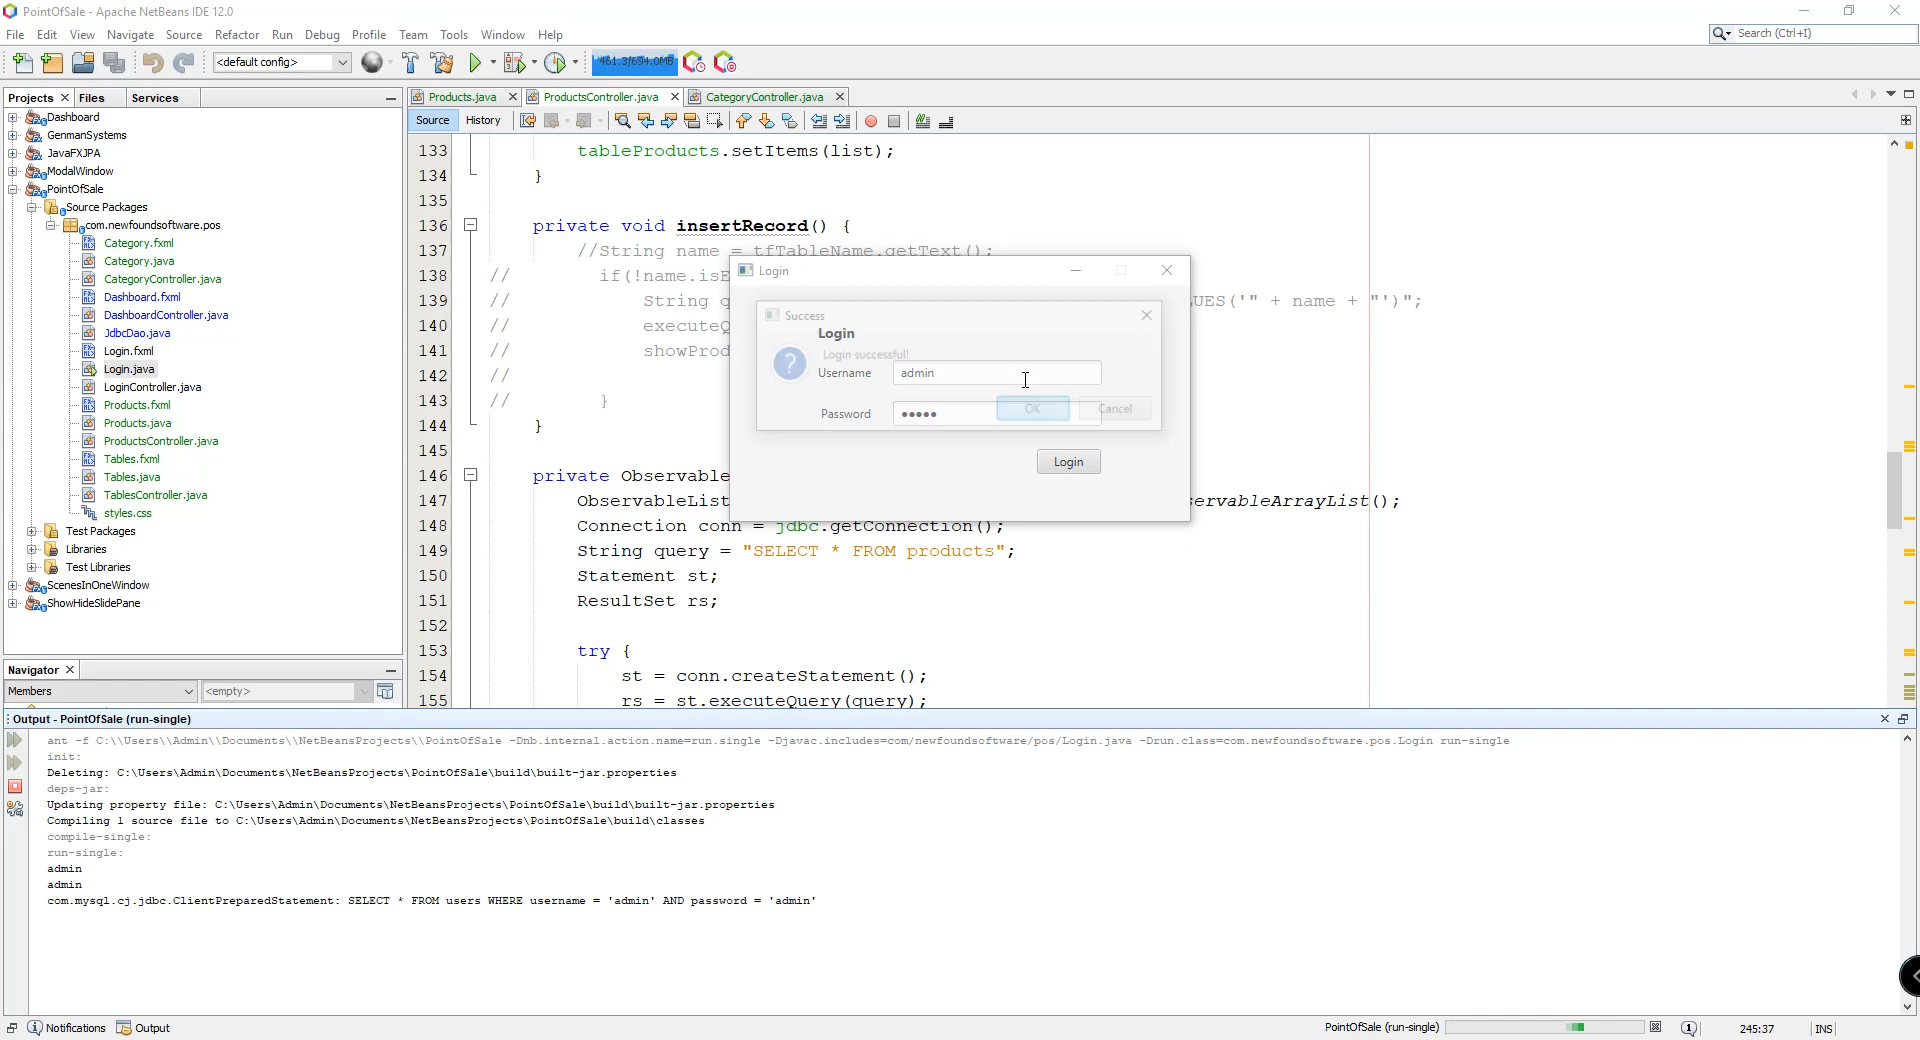 PointOfSale - Apache NetBeans IDE 12.0
File Edit View Navigate Source Refactor Run Debug Profile Team Tools Window Help
Search (Ctrl+I)
<default config>
461.3/694.0MB
Projects Files Services
Products.java ProductsController.java CategoryController.java
Source History
Dashboard
GenmanSystems
JavaFXJPA
ModalWindow
PointOfSale
Source Packages
com.newfoundsoftware.pos
Category.fxml
Category.java
CategoryController.java
Dashboard.fxml
DashboardController.java
JdbcDao.java
Login.fxml
Login.java
LoginController.java
Products.fxml
Products.java
ProductsController.java
Tables.fxml
Tables.java
TablesController.java
styles.css
Test Packages
Libraries
Test Libraries
ScenesInOneWindow
ShowHideSlidePane
Navigator
Members
<empty>
133 tableProducts.setItems(list);
134 }
135
136 private void insertRecord() {
137 //String name = tfTableName.getText();
138 // if(!name.isE
139 // String q UES('" + name + "')";
140 // executeQ
141 // showProd
142 //
143 // }
144 }
145
146 private Observable
147 ObservableList servableArrayList();
148 Connection conn = jdbc.getConnection();
149 String query = "SELECT * FROM products";
150 Statement st;
151 ResultSet rs;
152
153 try {
154 st = conn.createStatement();
155 rs = st.executeQuery(query);
Login
Success
Login
Login successful!
Username admin
Password •••••
OK Cancel
Login
Output - PointOfSale (run-single)
ant -f C:\\Users\\Admin\\Documents\\NetBeansProjects\\PointOfSale -Dnb.internal.action.name=run.single -Djavac.includes=com/newfoundsoftware/pos/Login.java -Drun.class=com.newfoundsoftware.pos.Login run-single
init:
Deleting: C:\Users\Admin\Documents\NetBeansProjects\PointOfSale\build\built-jar.properties
deps-jar:
Updating property file: C:\Users\Admin\Documents\NetBeansProjects\PointOfSale\build\built-jar.properties
Compiling 1 source file to C:\Users\Admin\Documents\NetBeansProjects\PointOfSale\build\classes
compile-single:
run-single:
admin
admin
com.mysql.cj.jdbc.ClientPreparedStatement: SELECT * FROM users WHERE username = 'admin' AND password = 'admin'
Notifications Output
PointOfSale (run-single)
245:37 INS